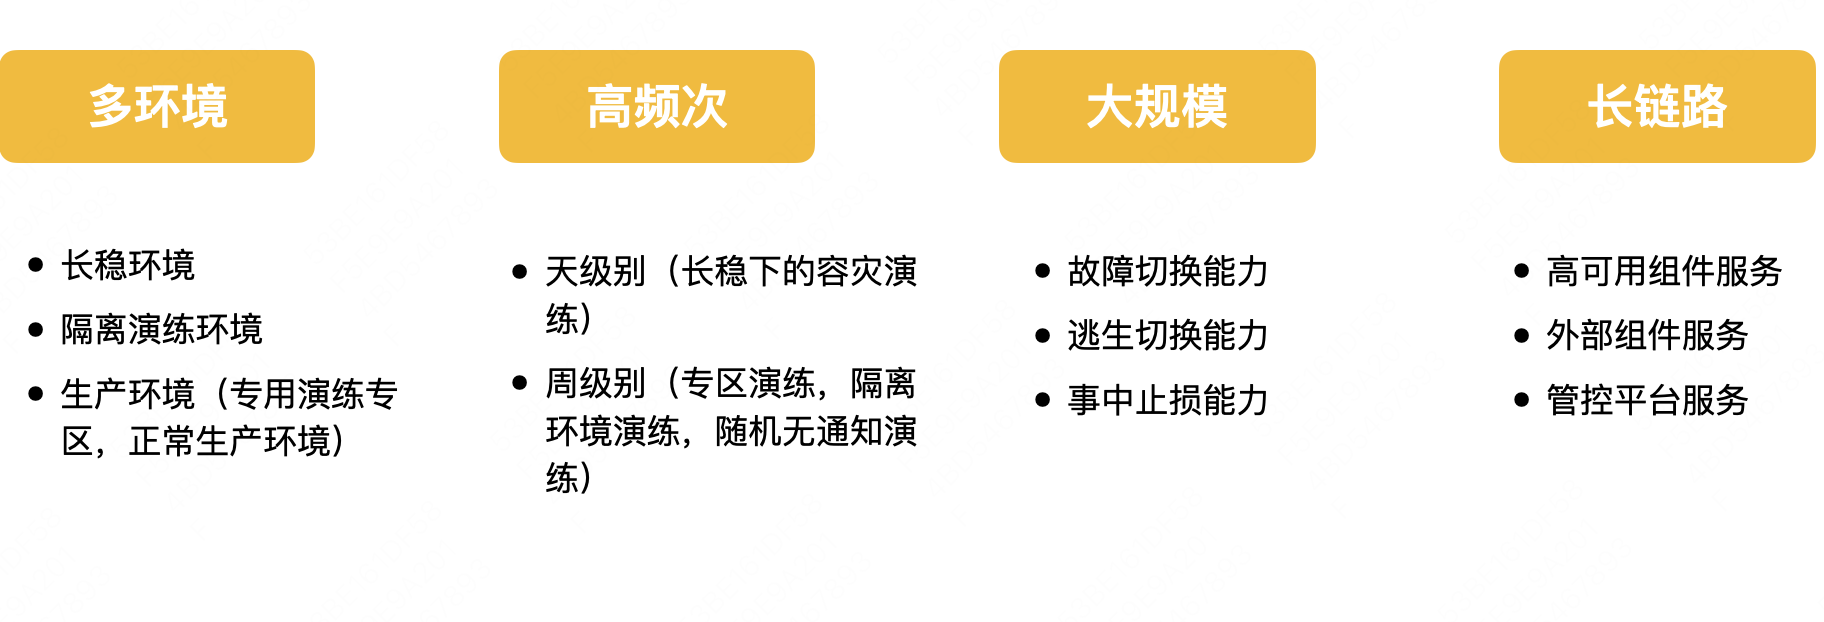 多环境
长稳环境
隔离演练环境
生产环境（专用演练专
区，正常生产环境）
高频次
天级别（长稳下的容灾演
练）
周级别（专区演练，隔离
环境演练，随机无通知演
练）
大规模
故障切换能力
逃生切换能力
事中止损能力
长链路
高可用组件服务
外部组件服务
管控平台服务